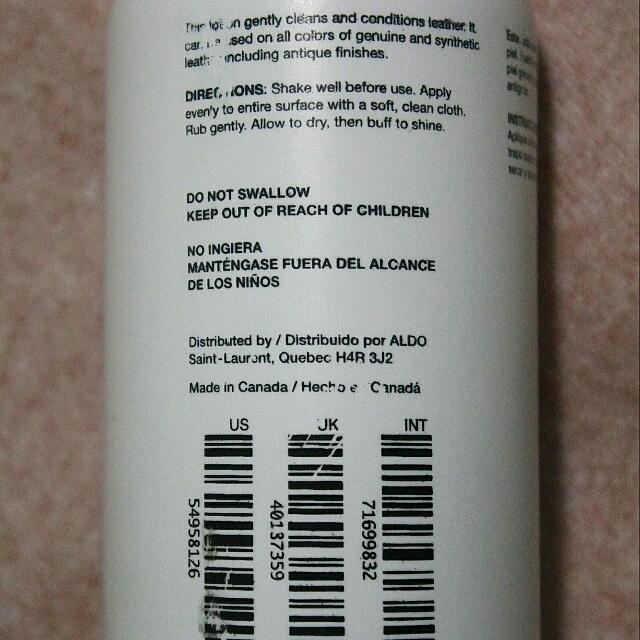 This lotion gently cleans and conditions leather. It
can be used on all colors of genuine and synthetic
leather including antique finishes.
DIRECTIONS: Shake well before use. Apply
evenly to entire surface with a soft, clean cloth.
Rub gently. Allow to dry, then buff to shine.
DO NOT SWALLOW
KEEP OUT OF REACH OF CHILDREN
NO INGIERA
MANTÉNGASE FUERA DEL ALCANCE
DE LOS NIÑOS
Distributed by / Distribuido por ALDO
Saint-Laurent, Quebec H4R 3J2
Made in Canada / Hecho en Canadá
US UK INT
54958126
40137359
71699832